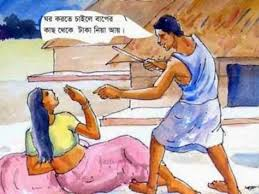 ঘর করতে চাইলে বাপের
কাছ থেকে টাকা নিয়া আয়।